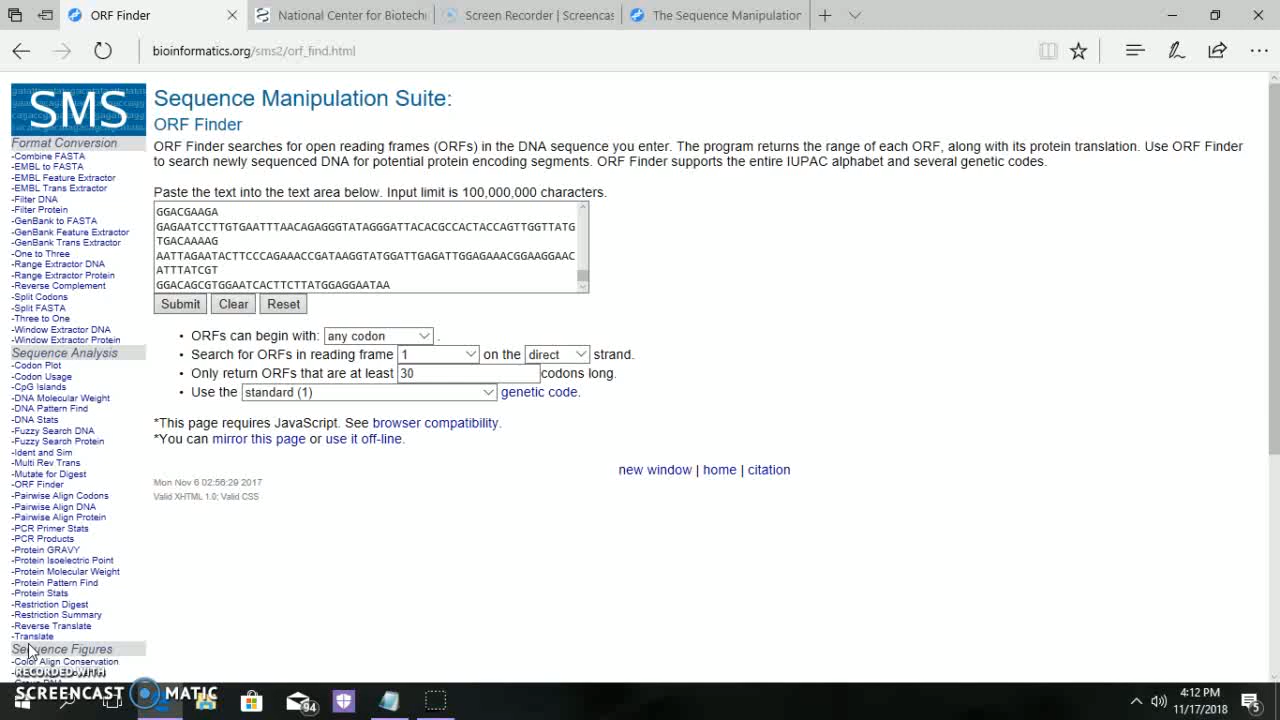 ORF Finder
National Center for Biotechn
Screen Recorder | Screencas
The Sequence Manipulation
bioinformatics.org/sms2/orf_find.html
SMS
Format Conversion
-Combine FASTA
-EMBL to FASTA
-EMBL Feature Extractor
-EMBL Trans Extractor
-Filter DNA
-Filter Protein
-GenBank to FASTA
-GenBank Feature Extractor
-GenBank Trans Extractor
-One to Three
-Range Extractor DNA
-Range Extractor Protein
-Reverse Complement
-Split Codons
-Split FASTA
-Three to One
-Window Extractor DNA
-Window Extractor Protein
Sequence Analysis
-Codon Plot
-Codon Usage
-CpG Islands
-DNA Molecular Weight
-DNA Pattern Find
-DNA Stats
-Fuzzy Search DNA
-Fuzzy Search Protein
-Ident and Sim
-Multi Rev Trans
-Mutate for Digest
-ORF Finder
-Pairwise Align Codons
-Pairwise Align DNA
-Pairwise Align Protein
-PCR Primer Stats
-PCR Products
-Protein GRAVY
-Protein Isoelectric Point
-Protein Molecular Weight
-Protein Pattern Find
-Protein Stats
-Restriction Digest
-Restriction Summary
-Reverse Translate
-Translate
Sequence Figures
-Color Align Conservation
Sequence Manipulation Suite:
ORF Finder
ORF Finder searches for open reading frames (ORFs) in the DNA sequence you enter. The program returns the range of each ORF, along with its protein translation. Use ORF Finder
to search newly sequenced DNA for potential protein encoding segments. ORF Finder supports the entire IUPAC alphabet and several genetic codes.
Paste the text into the text area below. Input limit is 100,000,000 characters.
GGACGAAGA
GAGAATCCTTGTGAATTTAACAGAGGGTATAGGGATTACACGCCACTACCAGTTGGTTATG
TGACAAAAG
AATTAGAATACTTCCCAGAAACCGATAAGGTATGGATTGAGATTGGAGAAACGGAAGGAAC
ATTTATCGT
GGACAGCGTGGAATCACTTCTTATGGAGGAATAA
Submit Clear Reset
• ORFs can begin with: any codon .
• Search for ORFs in reading frame 1 on the direct strand.
• Only return ORFs that are at least 30 codons long.
• Use the standard (1) genetic code.
*This page requires JavaScript. See browser compatibility.
*You can mirror this page or use it off-line.
new window | home | citation
Mon Nov 6 02:56:29 2017
Valid XHTML 1.0; Valid CSS
RECORDED WITH
SCREENCAST MATIC
94
4:12 PM
11/17/2018
5